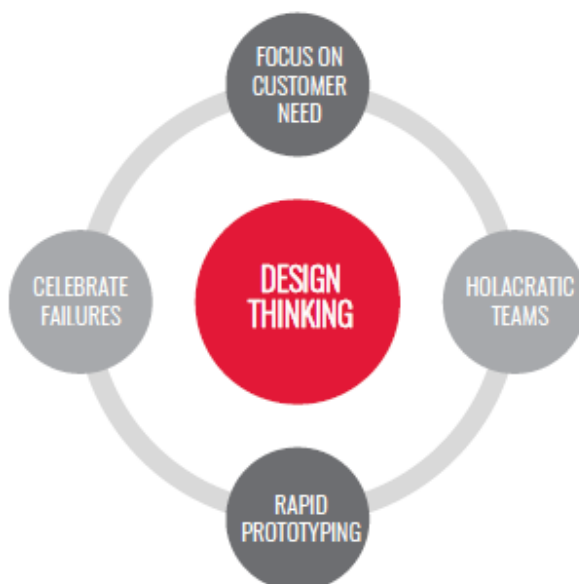 FOCUS ON
CUSTOMER
NEED
CELEBRATE
FAILURES
DESIGN
THINKING
HOLACRATIC
TEAMS
RAPID
PROTOTYPING